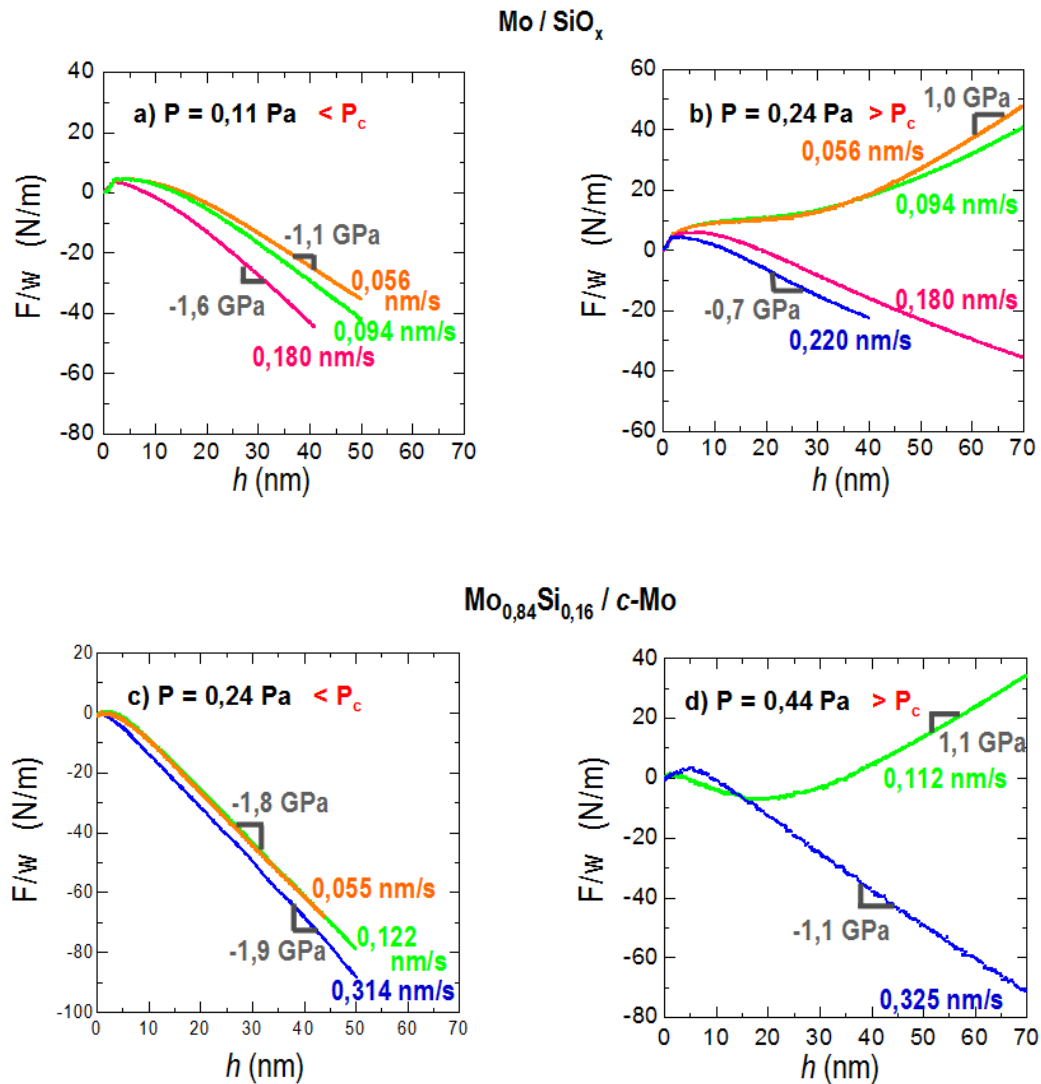 Mo / SiOx
a) P = 0,11 Pa < Pc
F/w (N/m)
40
20
0
-20
-40
-60
-80
-1,1 GPa
-1,6 GPa
0,056
nm/s
0,094 nm/s
0,180 nm/s
0 10 20 30 40 50 60 70
h (nm)
b) P = 0,24 Pa > Pc
F/w (N/m)
60
40
20
0
-20
-40
-60
1,0 GPa
0,056 nm/s
0,094 nm/s
-0,7 GPa
0,180 nm/s
0,220 nm/s
0 10 20 30 40 50 60 70
h (nm)
Mo0,84Si0,16 / c-Mo
c) P = 0,24 Pa < Pc
F/w (N/m)
20
0
-20
-40
-60
-80
-100
-1,8 GPa
0,055 nm/s
-1,9 GPa
0,122
nm/s
0,314 nm/s
0 10 20 30 40 50 60 70
h (nm)
d) P = 0,44 Pa > Pc
F/w (N/m)
40
20
0
-20
-40
-60
-80
1,1 GPa
0,112 nm/s
-1,1 GPa
0,325 nm/s
0 10 20 30 40 50 60 70
h (nm)